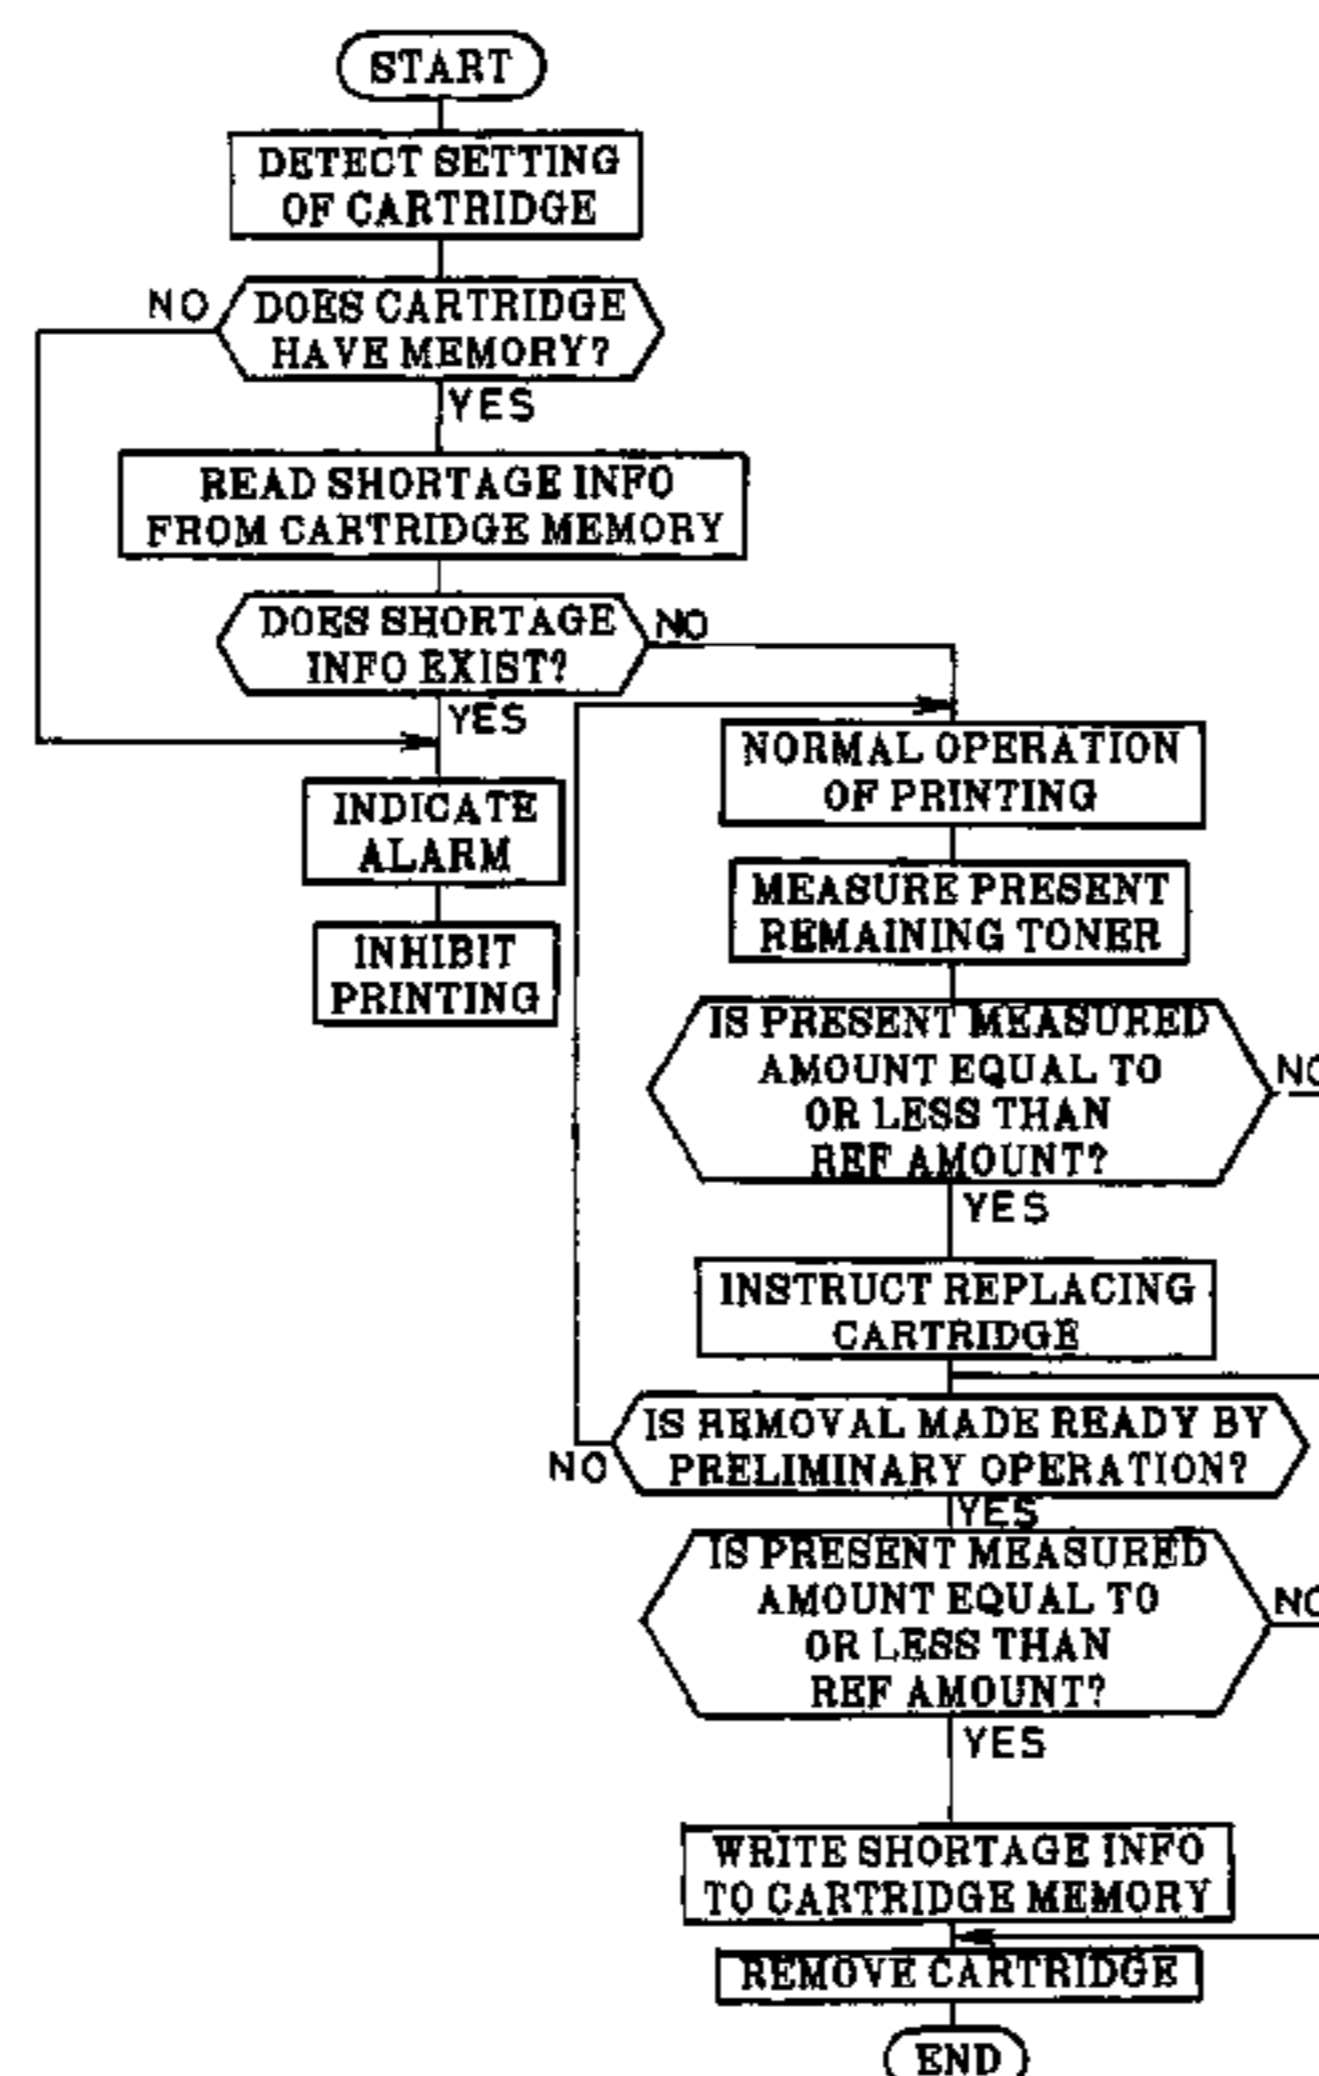 START
DETECT SETTING
OF CARTRIDGE
NO
DOES CARTRIDGE
HAVE MEMORY?
YES
READ SHORTAGE INFO
FROM CARTRIDGE MEMORY
DOES SHORTAGE
INFO EXIST?
NO
YES
INDICATE
ALARM
INHIBIT
PRINTING
NORMAL OPERATION
OF PRINTING
MEASURE PRESENT
REMAINING TONER
IS PRESENT MEASURED
AMOUNT EQUAL TO
OR LESS THAN
REF AMOUNT?
NO
YES
INSTRUCT REPLACING
CARTRIDGE
IS REMOVAL MADE READY BY
PRELIMINARY OPERATION?
NO
YES
IS PRESENT MEASURED
AMOUNT EQUAL TO
OR LESS THAN
REF AMOUNT?
NO
YES
WRITE SHORTAGE INFO
TO CARTRIDGE MEMORY
REMOVE CARTRIDGE
END